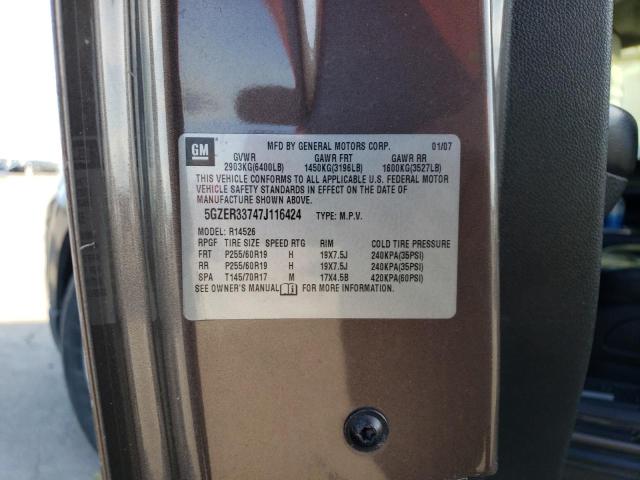 GM
MFD BY GENERAL MOTORS CORP. 01/07
GVWR GAWR FRT GAWR RR
2903KG(6400LB) 1450KG(3196LB) 1600KG(3527LB)
THIS VEHICLE CONFORMS TO ALL APPLICABLE U.S. FEDERAL MOTOR
VEHICLE SAFETY STANDARDS IN EFFECT ON THE DATE OF
MANUFACTURE SHOWN ABOVE.
5GZER33747J116424 TYPE: M.P.V.
MODEL: R14526
RPGF TIRE SIZE SPEED RTG RIM COLD TIRE PRESSURE
FRT P255/60R19 H 19X7.5J 240KPA(35PSI)
RR P255/60R19 H 19X7.5J 240KPA(35PSI)
SPA T145/70R17 M 17X4.5B 420KPA(60PSI)
SEE OWNER'S MANUAL FOR MORE INFORMATION.